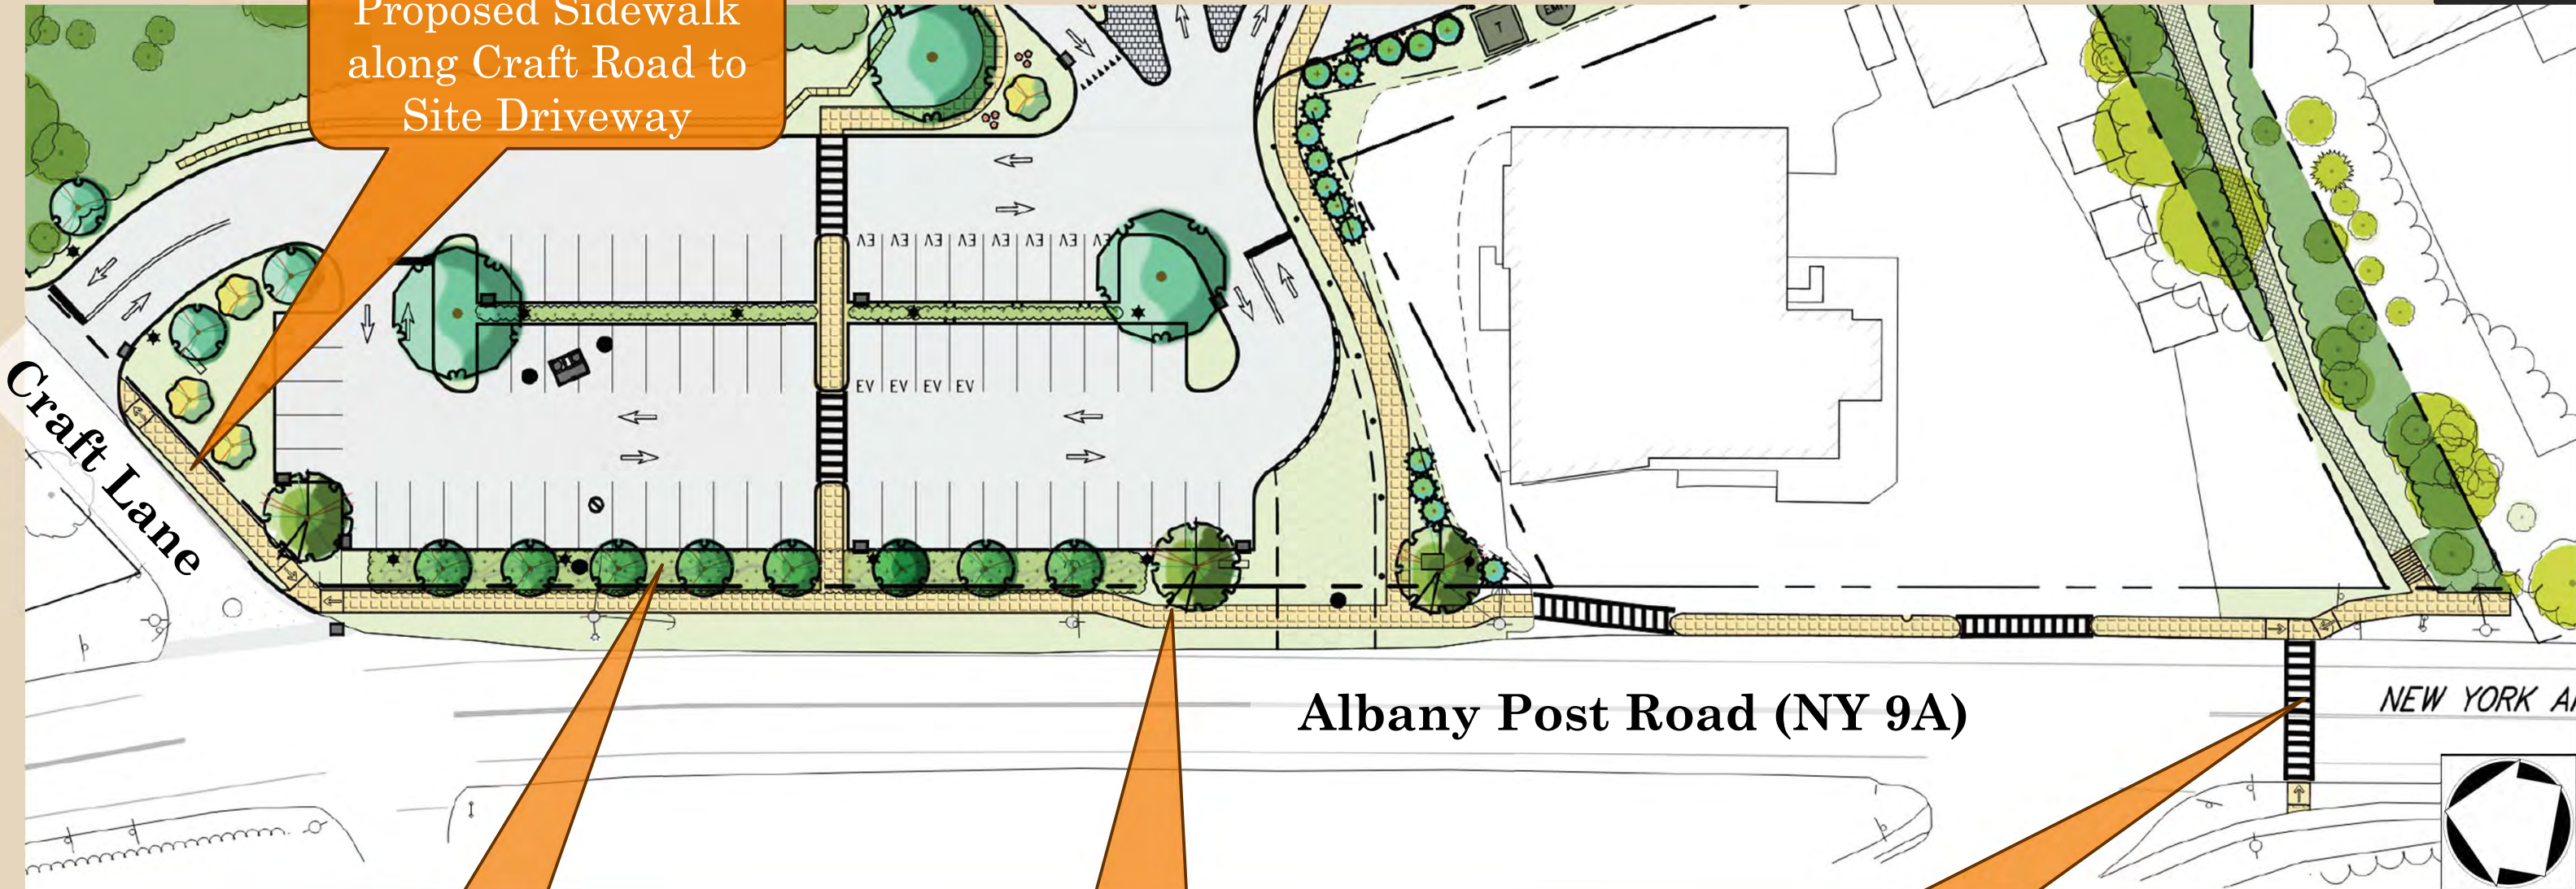 Proposed Sidewalk
along Craft Road to
Site Driveway
T
EV EV EV EV EV EV EV EV
EV EV EV EV
Craft Lane
Albany Post Road (NY 9A)
NEW YORK